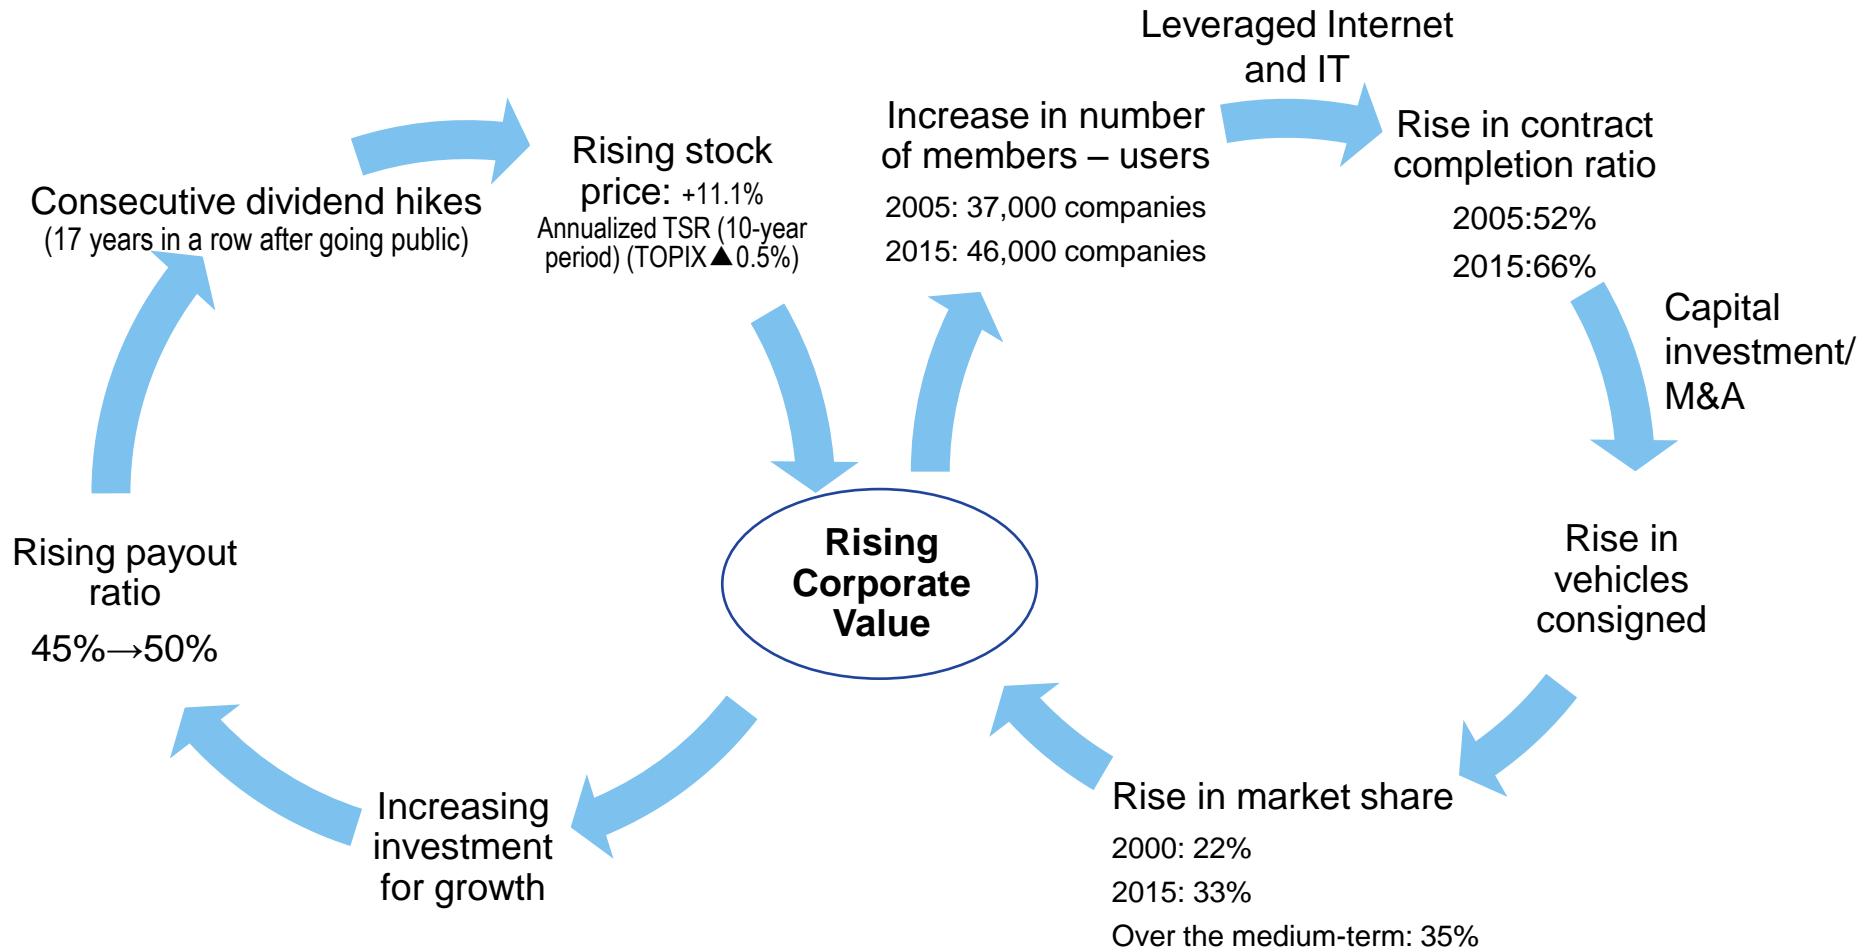 Leveraged Internet
and IT
Increase in number
of members – users
2005: 37,000 companies
2015: 46,000 companies
Rise in contract
completion ratio
2005:52%
2015:66%
Capital
investment/
M&A
Rise in
vehicles
consigned
Rise in market share
2000: 22%
2015: 33%
Over the medium-term: 35%
Rising
Corporate
Value
Increasing
investment
for growth
Rising payout
ratio
45%→50%
Consecutive dividend hikes
(17 years in a row after going public)
Rising stock
price: +11.1%
Annualized TSR (10-year
period) (TOPIX▲0.5%)